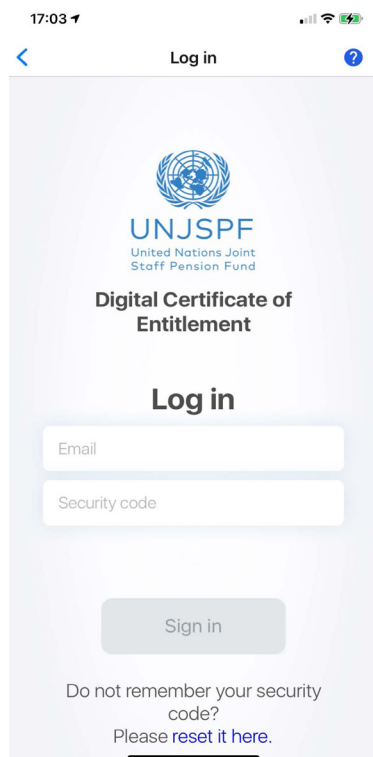 17:03
Log in
?
UNJSPF
United Nations Joint
Staff Pension Fund
Digital Certificate of
Entitlement
Log in
Email
Security code
Sign in
Do not remember your security
code?
Please reset it here.